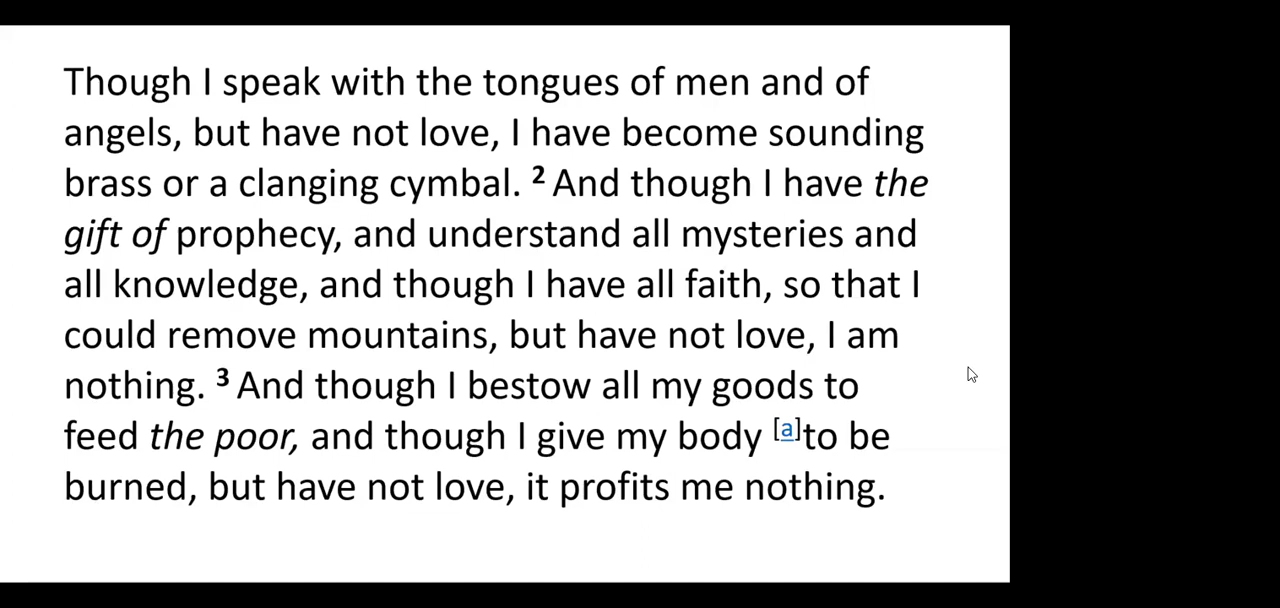 Though I speak with the tongues of men and of
angels, but have not love, I have become sounding
brass or a clanging cymbal. 2 And though I have the
gift of prophecy, and understand all mysteries and
all knowledge, and though I have all faith, so that I
could remove mountains, but have not love, I am
nothing. 3 And though I bestow all my goods to
feed the poor, and though I give my body [a]to be
burned, but have not love, it profits me nothing.